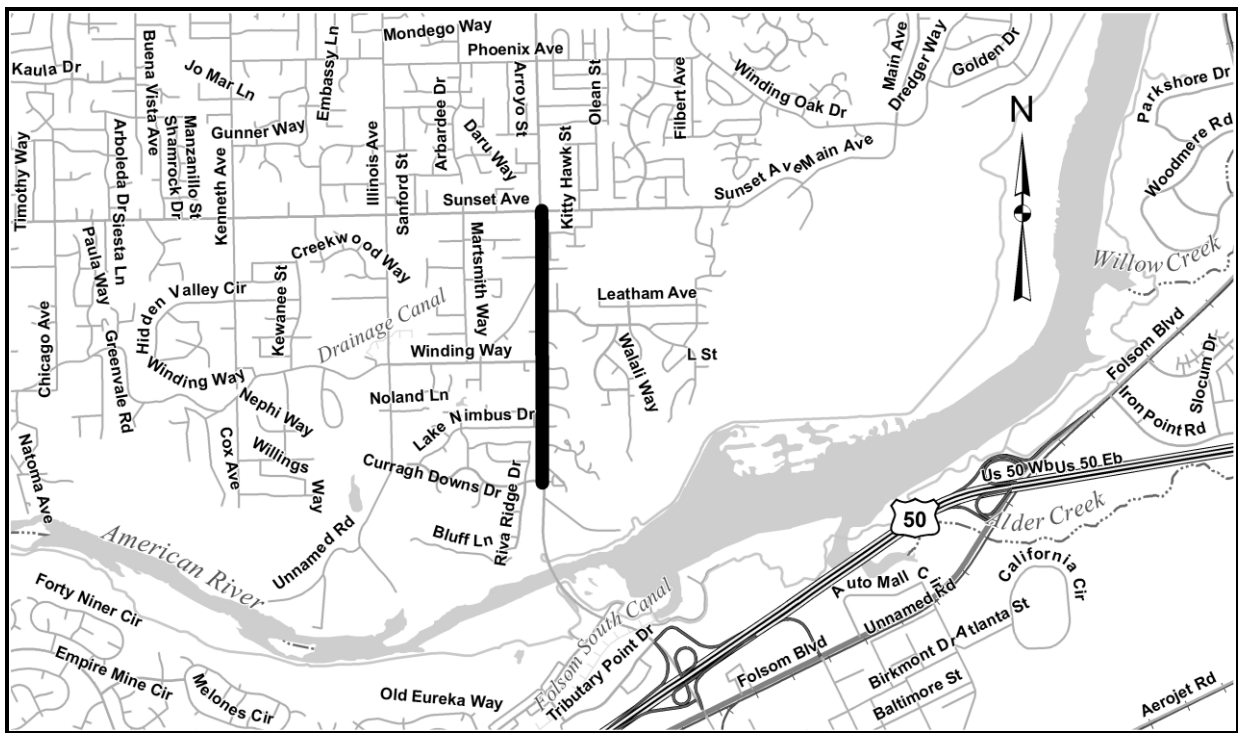 Mondego Way
Phoenix Ave
Kaula Dr
Buena Vista Ave
Jo Mar Ln
Embassy Ln
Arbardee Dr
Arroyo St
Olean St
Filbert Ave
Winding Oak Dr
Main Ave
Dredger Way
Golden Dr
Parkshore Dr
Woodmere Rd
N
Timothy Way
Arboleda Dr
Shamrock Dr
Manzanillo St
Gunner Way
Kenneth Ave
Illinois Ave
Sanford St
Daru Way
Kitty Hawk St
Sunset Ave
Sunset Ave
Main Ave
Siesta Ln
Paula Way
Creekwood Way
Martsmith Way
Willow Creek
Hidden Valley Cir
Kewanee St
Drainage Canal
Leatham Ave
Chicago Ave
Greenvale Rd
Winding Way
Winding Way
Walali Way
L St
Folsom Blvd
Slocum Dr
Iron Point Rd
Nephi Way
Noland Ln
Lake Nimbus Dr
Natoma Ave
Cox Ave
Willings Way
Curragh Downs Dr
Riva Ridge Dr
Bluff Ln
US 50 Wb
Us 50 Eb
50
Alder Creek
American River
Unnamed Rd
Forty Niner Cir
Empire Mine Cir
Melones Cir
Old Eureka Way
Folsom South Canal
Tributary Point Dr
Auto Mall Cir
Unnamed Rd
California Cir
Atlanta St
Folsom Blvd
Birkmont Dr
Baltimore St
Aerojet Rd